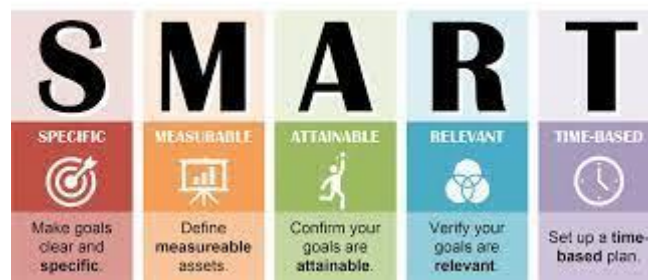 S M A R T
SPECIFIC
MEASURABLE
ATTAINABLE
RELEVANT
TIME-BASED
Make goals
clear and
specific.
Define
measureable
assets.
Confirm your
goals are
attainable.
Verify your
goals are
relevant.
Set up a time-
based plan.